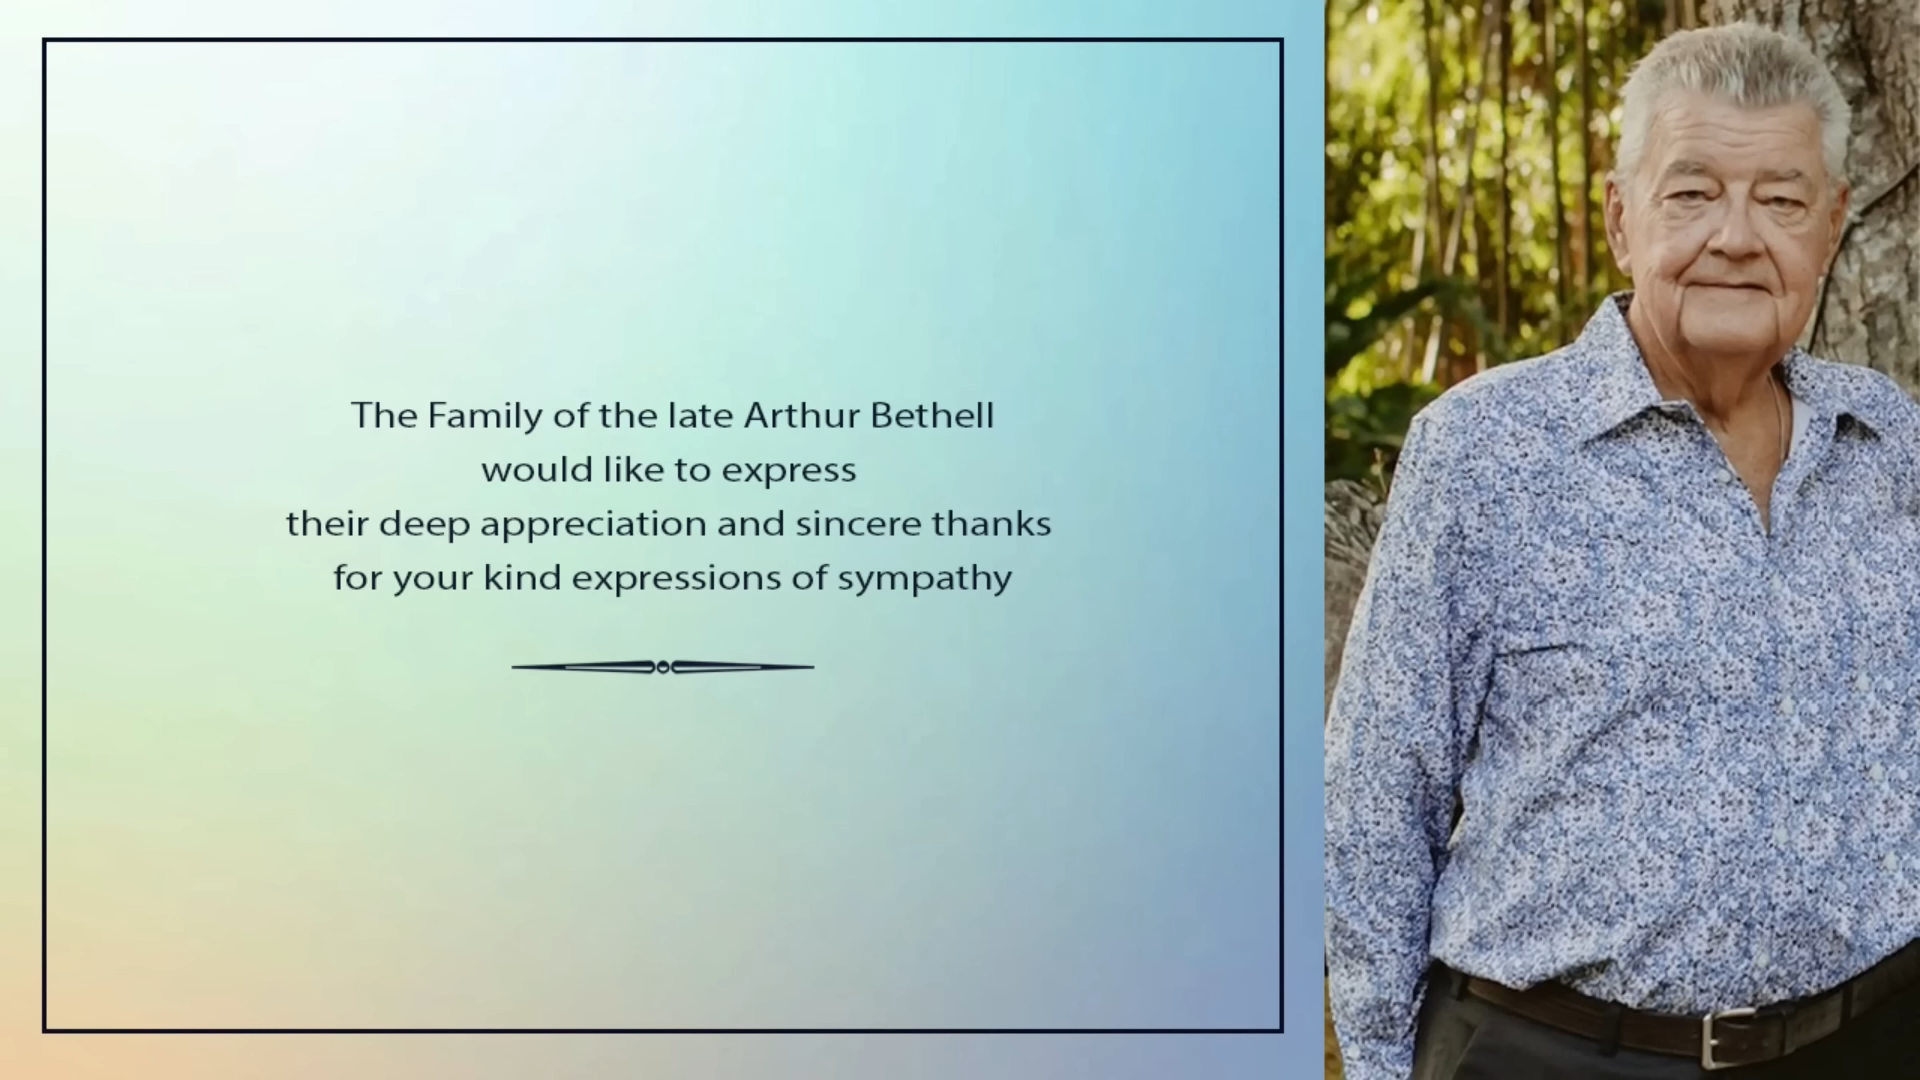 The Family of the late Arthur Bethell
would like to express
their deep appreciation and sincere thanks
for your kind expressions of sympathy